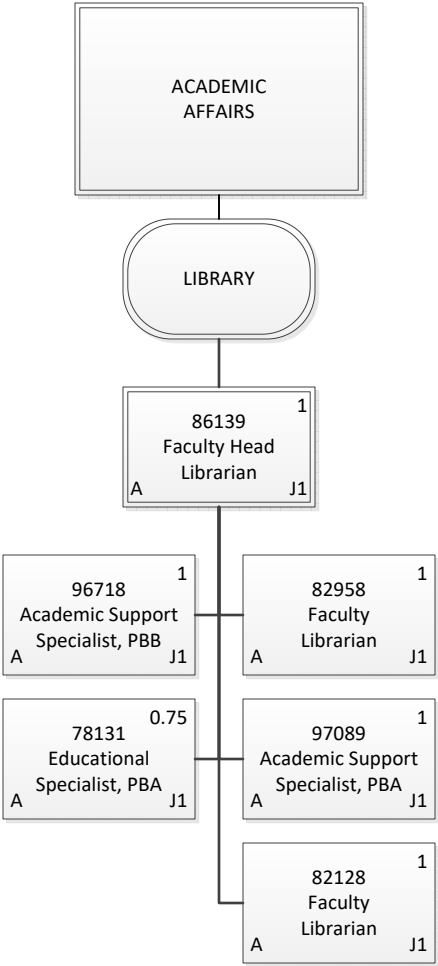 ACADEMIC
AFFAIRS
LIBRARY
1
86139
Faculty Head
Librarian
A J1
1
96718
Academic Support
Specialist, PBB
A J1
1
82958
Faculty
Librarian
A J1
0.75
78131
Educational
Specialist, PBA
A J1
1
97089
Academic Support
Specialist, PBA
A J1
1
82128
Faculty
Librarian
A J1